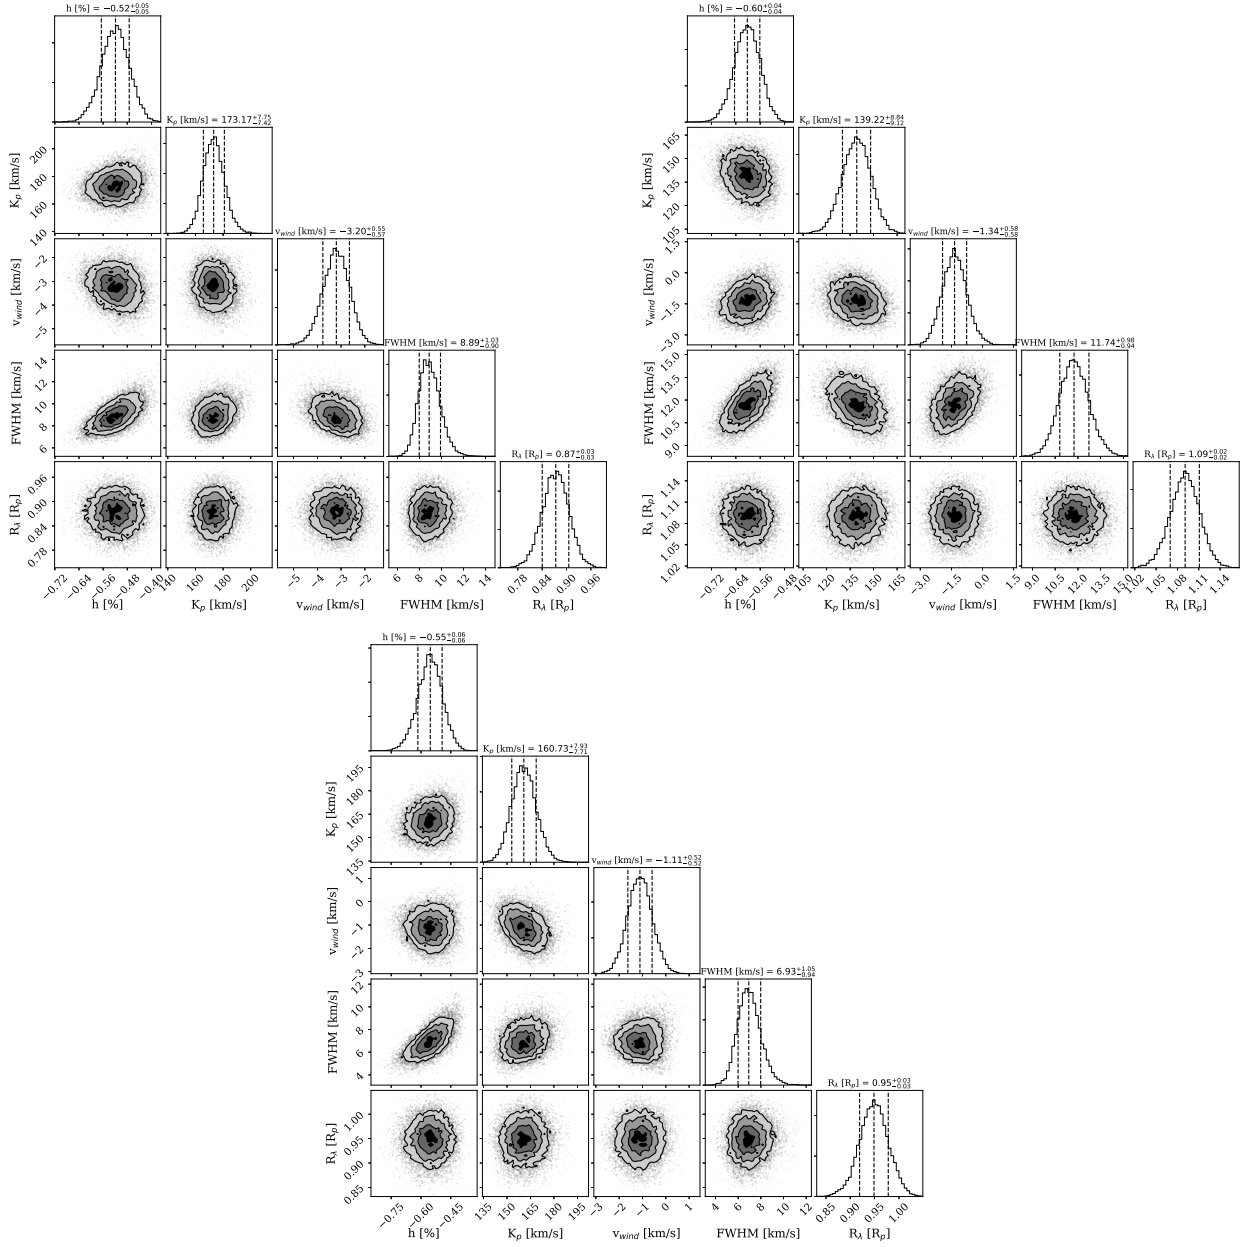 h [%] = −0.52 +0.05 −0.05
K_p [km/s] = 173.17 +7.75 −7.42
v_wind [km/s] = −3.20 +0.55 −0.57
FWHM [km/s] = 8.89 +1.03 −0.90
R_λ [R_p] = 0.87 +0.03 −0.03
K_p [km/s]
200
180
160
140
v_wind [km/s]
−2
−3
−4
−5
FWHM [km/s]
14
12
10
8
6
R_λ [R_p]
0.96
0.90
0.84
0.78
−0.72 −0.64 −0.56 −0.48 −0.40
140 160 180 200
−5 −4 −3 −2
6 8 10 12 14
0.78 0.84 0.90 0.96
h [%] K_p [km/s] v_wind [km/s] FWHM [km/s] R_λ [R_p]
h [%] = −0.60 +0.04 −0.04
K_p [km/s] = 139.22 +8.84 −9.12
v_wind [km/s] = −1.34 +0.58 −0.58
FWHM [km/s] = 11.74 +0.98 −0.94
R_λ [R_p] = 1.09 +0.02 −0.02
K_p [km/s]
165
150
135
120
105
v_wind [km/s]
1.5
0.0
−1.5
−3.0
FWHM [km/s]
15.0
13.5
12.0
10.5
9.0
R_λ [R_p]
1.14
1.11
1.08
1.05
1.02
−0.72 −0.64 −0.56 −0.48
105 120 135 150 165
−3.0 −1.5 0.0 1.5
9.0 10.5 12.0 13.5 15.0
1.02 1.05 1.08 1.11 1.14
h [%] K_p [km/s] v_wind [km/s] FWHM [km/s] R_λ [R_p]
h [%] = −0.55 +0.06 −0.06
K_p [km/s] = 160.73 +7.93 −7.71
v_wind [km/s] = −1.11 +0.52 −0.52
FWHM [km/s] = 6.93 +1.05 −0.94
R_λ [R_p] = 0.95 +0.03 −0.03
K_p [km/s]
195
180
165
150
135
v_wind [km/s]
1
0
−1
−2
−3
FWHM [km/s]
12
10
8
6
4
R_λ [R_p]
1.00
0.95
0.90
0.85
−0.75 −0.60 −0.45
135 150 165 180 195
−3 −2 −1 0 1
4 6 8 10 12
0.85 0.90 0.95 1.00
h [%] K_p [km/s] v_wind [km/s] FWHM [km/s] R_λ [R_p]